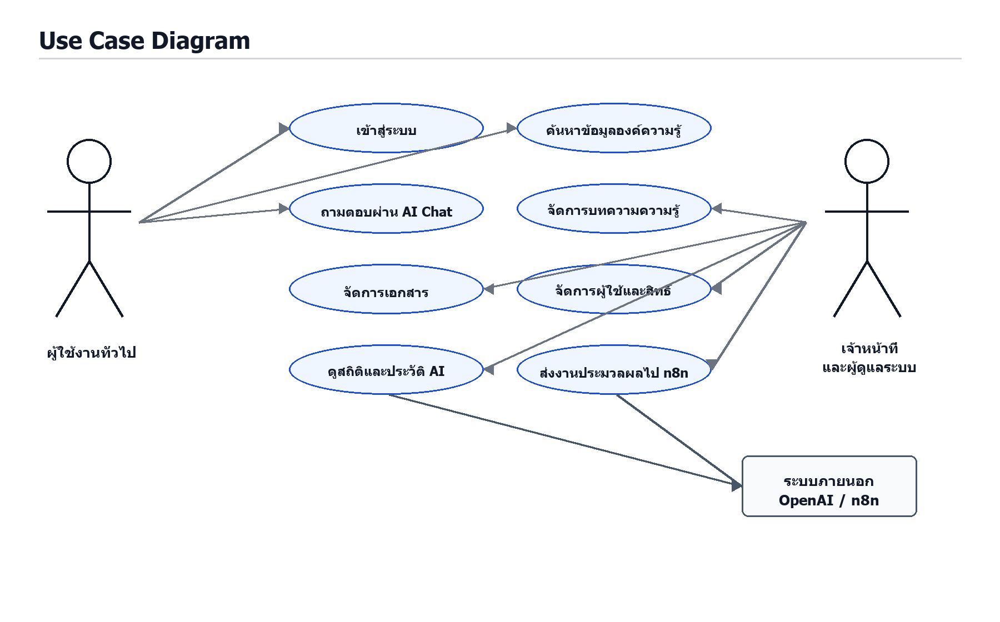 Use Case Diagram
เข้าสู่ระบบ
ค้นหาข้อมูลองค์ความรู้
ถามตอบผ่าน AI Chat
จัดการบทความความรู้
จัดการเอกสาร
จัดการผู้ใช้และสิทธิ์
ดูสถิติและประวัติ AI
ส่งงานประมวลผลไป n8n
ผู้ใช้งานทั่วไป
เจ้าหน้าที่
และผู้ดูแลระบบ
ระบบภายนอก
OpenAI / n8n